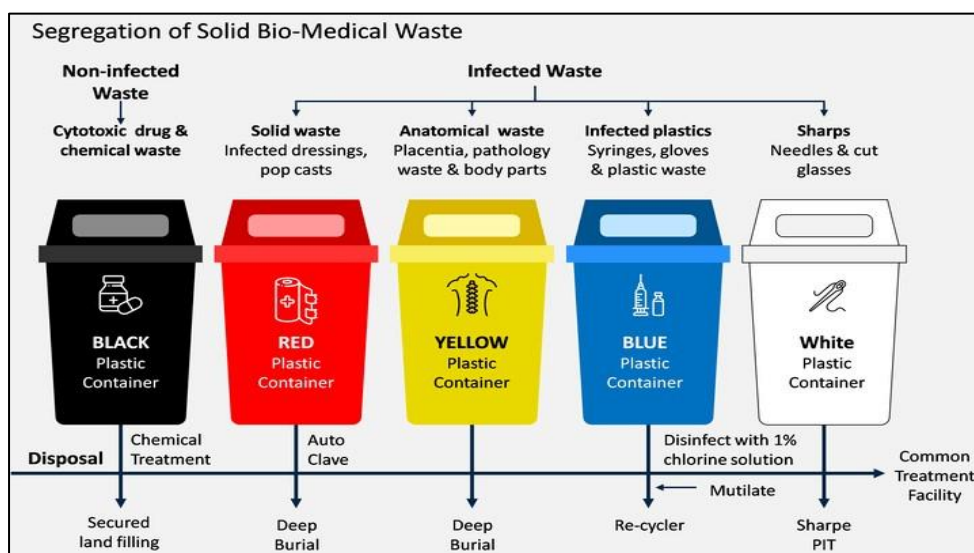 Segregation of Solid Bio-Medical Waste
Non-infected
Waste
Infected Waste
Cytotoxic drug &
chemical waste
Solid waste
Infected dressings,
pop casts
Anatomical waste
Placentia, pathology
waste & body parts
Infected plastics
Syringes, gloves
& plastic waste
Sharps
Needles & cut
glasses
BLACK
Plastic
Container
RED
Plastic
Container
YELLOW
Plastic
Container
BLUE
Plastic
Container
White
Plastic
Container
Disposal
Chemical
Treatment
Auto
Clave
Disinfect with 1%
chlorine solution
Mutilate
Common
Treatment
Facility
Secured
land filling
Deep
Burial
Deep
Burial
Re-cycler
Sharpe
PIT